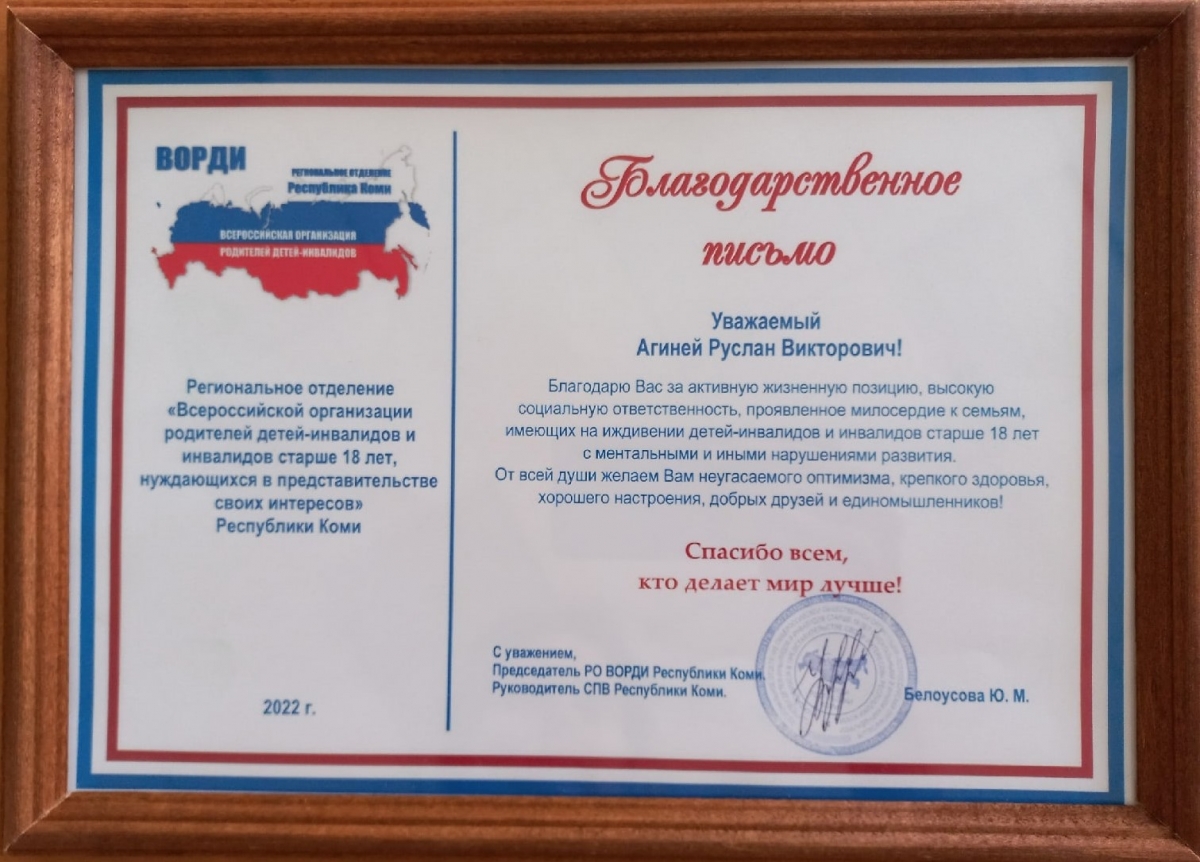 ВОРДИ
РЕГИОНАЛЬНОЕ ОТДЕЛЕНИЕ
Республика Коми
ВСЕРОССИЙСКАЯ ОРГАНИЗАЦИЯ
РОДИТЕЛЕЙ ДЕТЕЙ-ИНВАЛИДОВ
Региональное отделение
«Всероссийской организации
родителей детей-инвалидов и
инвалидов старше 18 лет,
нуждающихся в представительстве
своих интересов»
Республики Коми
2022 г.
Благодарственное
письмо
Уважаемый
Агиней Руслан Викторович!
Благодарю Вас за активную жизненную позицию, высокую
социальную ответственность, проявленное милосердие к семьям,
имеющих на иждивении детей-инвалидов и инвалидов старше 18 лет
с ментальными и иными нарушениями развития.
От всей души желаем Вам неугасаемого оптимизма, крепкого здоровья,
хорошего настроения, добрых друзей и единомышленников!
Спасибо всем,
кто делает мир лучше!
С уважением,
Председатель РО ВОРДИ Республики Коми.
Руководитель СПВ Республики Коми.
Белоусова Ю. М.